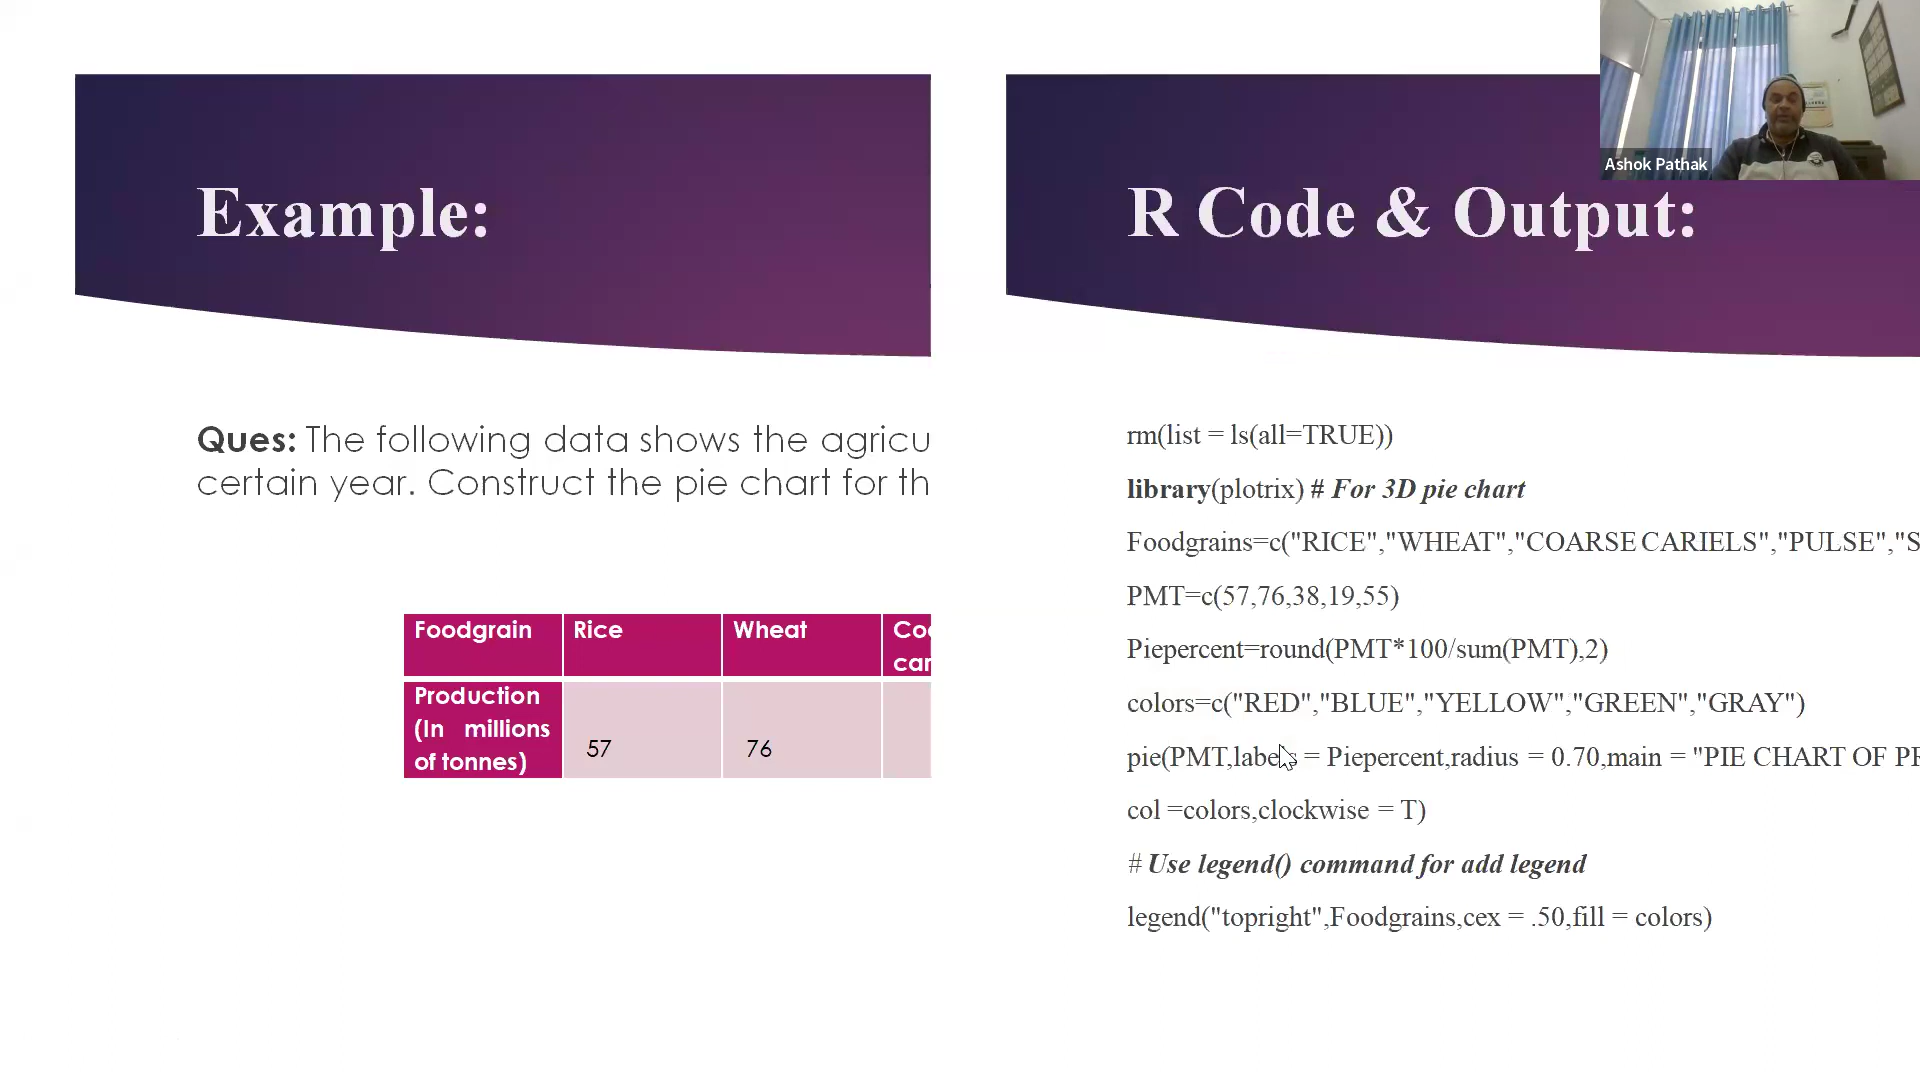 Example:
Ques: The following data shows the agricu
certain year. Construct the pie chart for th
Foodgrain Rice Wheat
Production
(In millions
of tonnes) 57 76
Ashok Pathak
R Code & Output:
rm(list = ls(all=TRUE))
library(plotrix) # For 3D pie chart
Foodgrains=c("RICE","WHEAT","COARSE CARIELS","PULSE","S
PMT=c(57,76,38,19,55)
Piepercent=round(PMT*100/sum(PMT),2)
colors=c("RED","BLUE","YELLOW","GREEN","GRAY")
pie(PMT,labels = Piepercent,radius = 0.70,main = "PIE CHART OF PR
col =colors,clockwise = T)
# Use legend() command for add legend
legend("topright",Foodgrains,cex = .50,fill = colors)